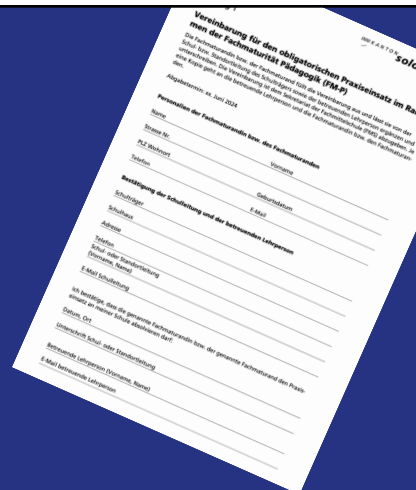 KANTON solo
Vereinbarung für den obligatorischen Praxiseinsatz im Ra
men der Fachmaturität Pädagogik (FM-P)
Die Fachmaturandin bzw. der Fachmaturand füllt die Vereinbarung aus und lässt sie von der
Schul- bzw. Standortleitung des Schulträgers sowie der betreuenden Lehrperson ergänzen und
unterschreiben. Die Vereinbarung ist dem Sekretariat der Fachmittelschule (FMS) abzugeben. Je
eine Kopie geht an die betreuende Lehrperson und die Fachmaturandin bzw. den Fachmaturan-
den.
Abgabetermin: xx. Juni 2024
Personalien der Fachmaturandin bzw. des Fachmaturanden
Name Vorname
Strasse Nr.
PLZ Wohnort Geburtsdatum
Telefon E-Mail
Bestätigung der Schulleitung und der betreuenden Lehrperson
Schulträger
Schulhaus
Adresse
Telefon
Schul- oder Standortleitung
(Vorname, Name)
E-Mail Schulleitung
Ich bestätige, dass die genannte Fachmaturandin bzw. der genannte Fachmaturand den Praxis-
einsatz an meiner Schule absolvieren darf:
Datum, Ort
Unterschrift Schul- oder Standortleitung
Betreuende Lehrperson (Vorname, Name)
E-Mail betreuende Lehrperson